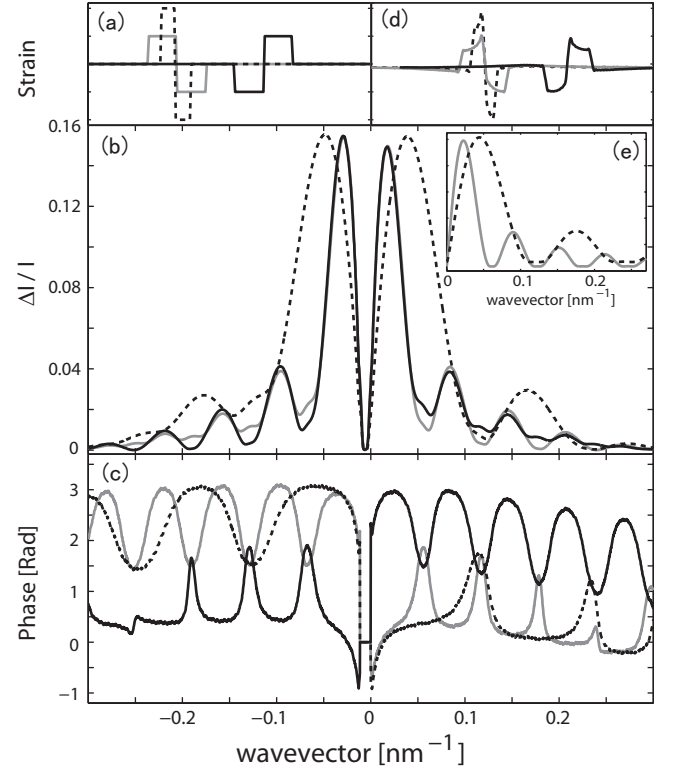 (a)
(d)
Strain
0.16
(b)
(e)
0.12
0 0.1 0.2
wavevector [nm⁻¹]
ΔI / I
0.08
0.04
0
(c)
3
2
1
0
−1
Phase [Rad]
−0.2 −0.1 0 0.1 0.2
wavevector [nm⁻¹]